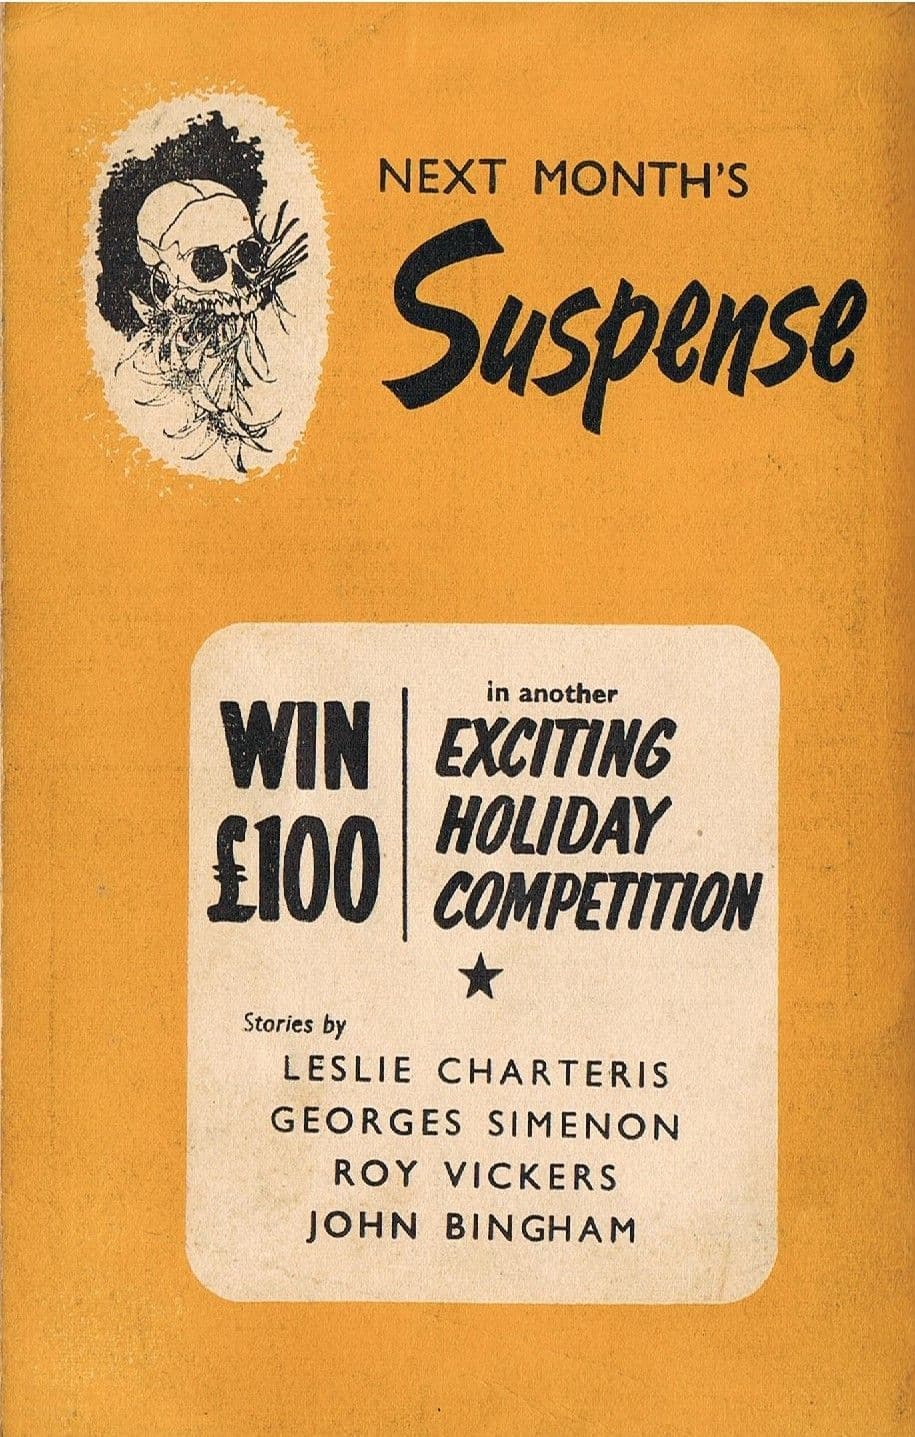 NEXT MONTH'S
Suspense
WIN
£100
in another
EXCITING
HOLIDAY
COMPETITION
Stories by
LESLIE CHARTERIS
GEORGES SIMENON
ROY VICKERS
JOHN BINGHAM